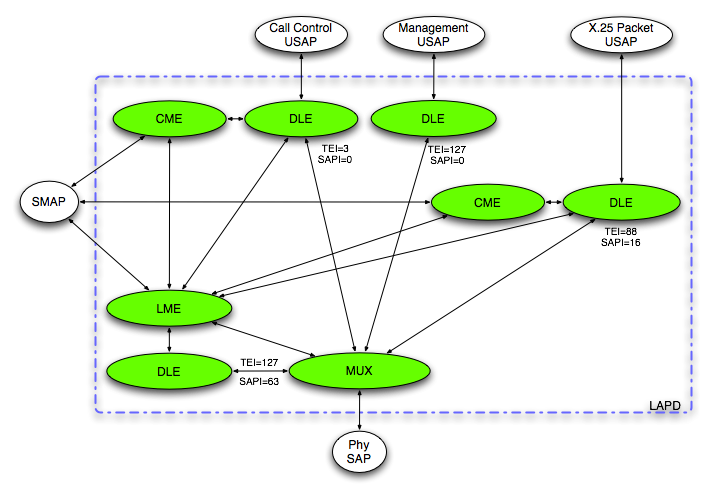 Call Control
USAP
Management
USAP
X.25 Packet
USAP
CME
DLE
DLE
TEI=3
SAPI=0
TEI=127
SAPI=0
SMAP
CME
DLE
TEI=88
SAPI=16
LME
DLE
TEI=127
SAPI=63
MUX
LAPD
Phy
SAP